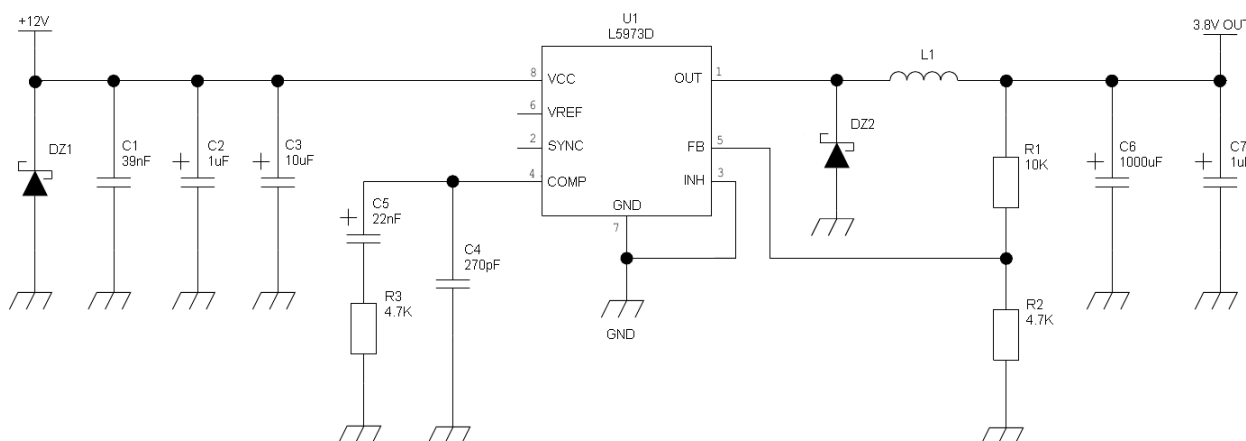 +12V
U1
L5973D
3.8V OUT
L1
8 VCC OUT 1
6 VREF
2 SYNC FB 5
4 COMP INH 3
GND
7
DZ1
C1
39nF
C2
1uF
C3
10uF
DZ2
R1
10K
C6
1000uF
C7
C5
22nF
C4
270pF
R3
4.7K
R2
4.7K
GND